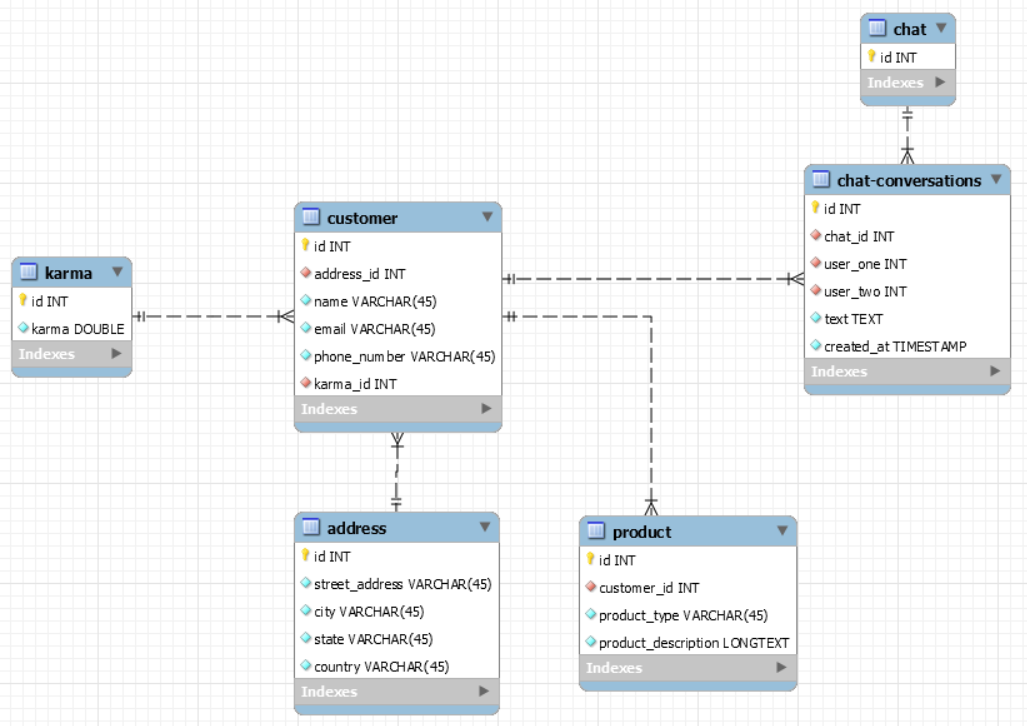 chat
id INT
Indexes
chat-conversations
id INT
chat_id INT
user_one INT
user_two INT
text TEXT
created_at TIMESTAMP
Indexes
customer
id INT
address_id INT
name VARCHAR(45)
email VARCHAR(45)
phone_number VARCHAR(45)
karma_id INT
Indexes
karma
id INT
karma DOUBLE
Indexes
address
id INT
street_address VARCHAR(45)
city VARCHAR(45)
state VARCHAR(45)
country VARCHAR(45)
Indexes
product
id INT
customer_id INT
product_type VARCHAR(45)
product_description LONGTEXT
Indexes